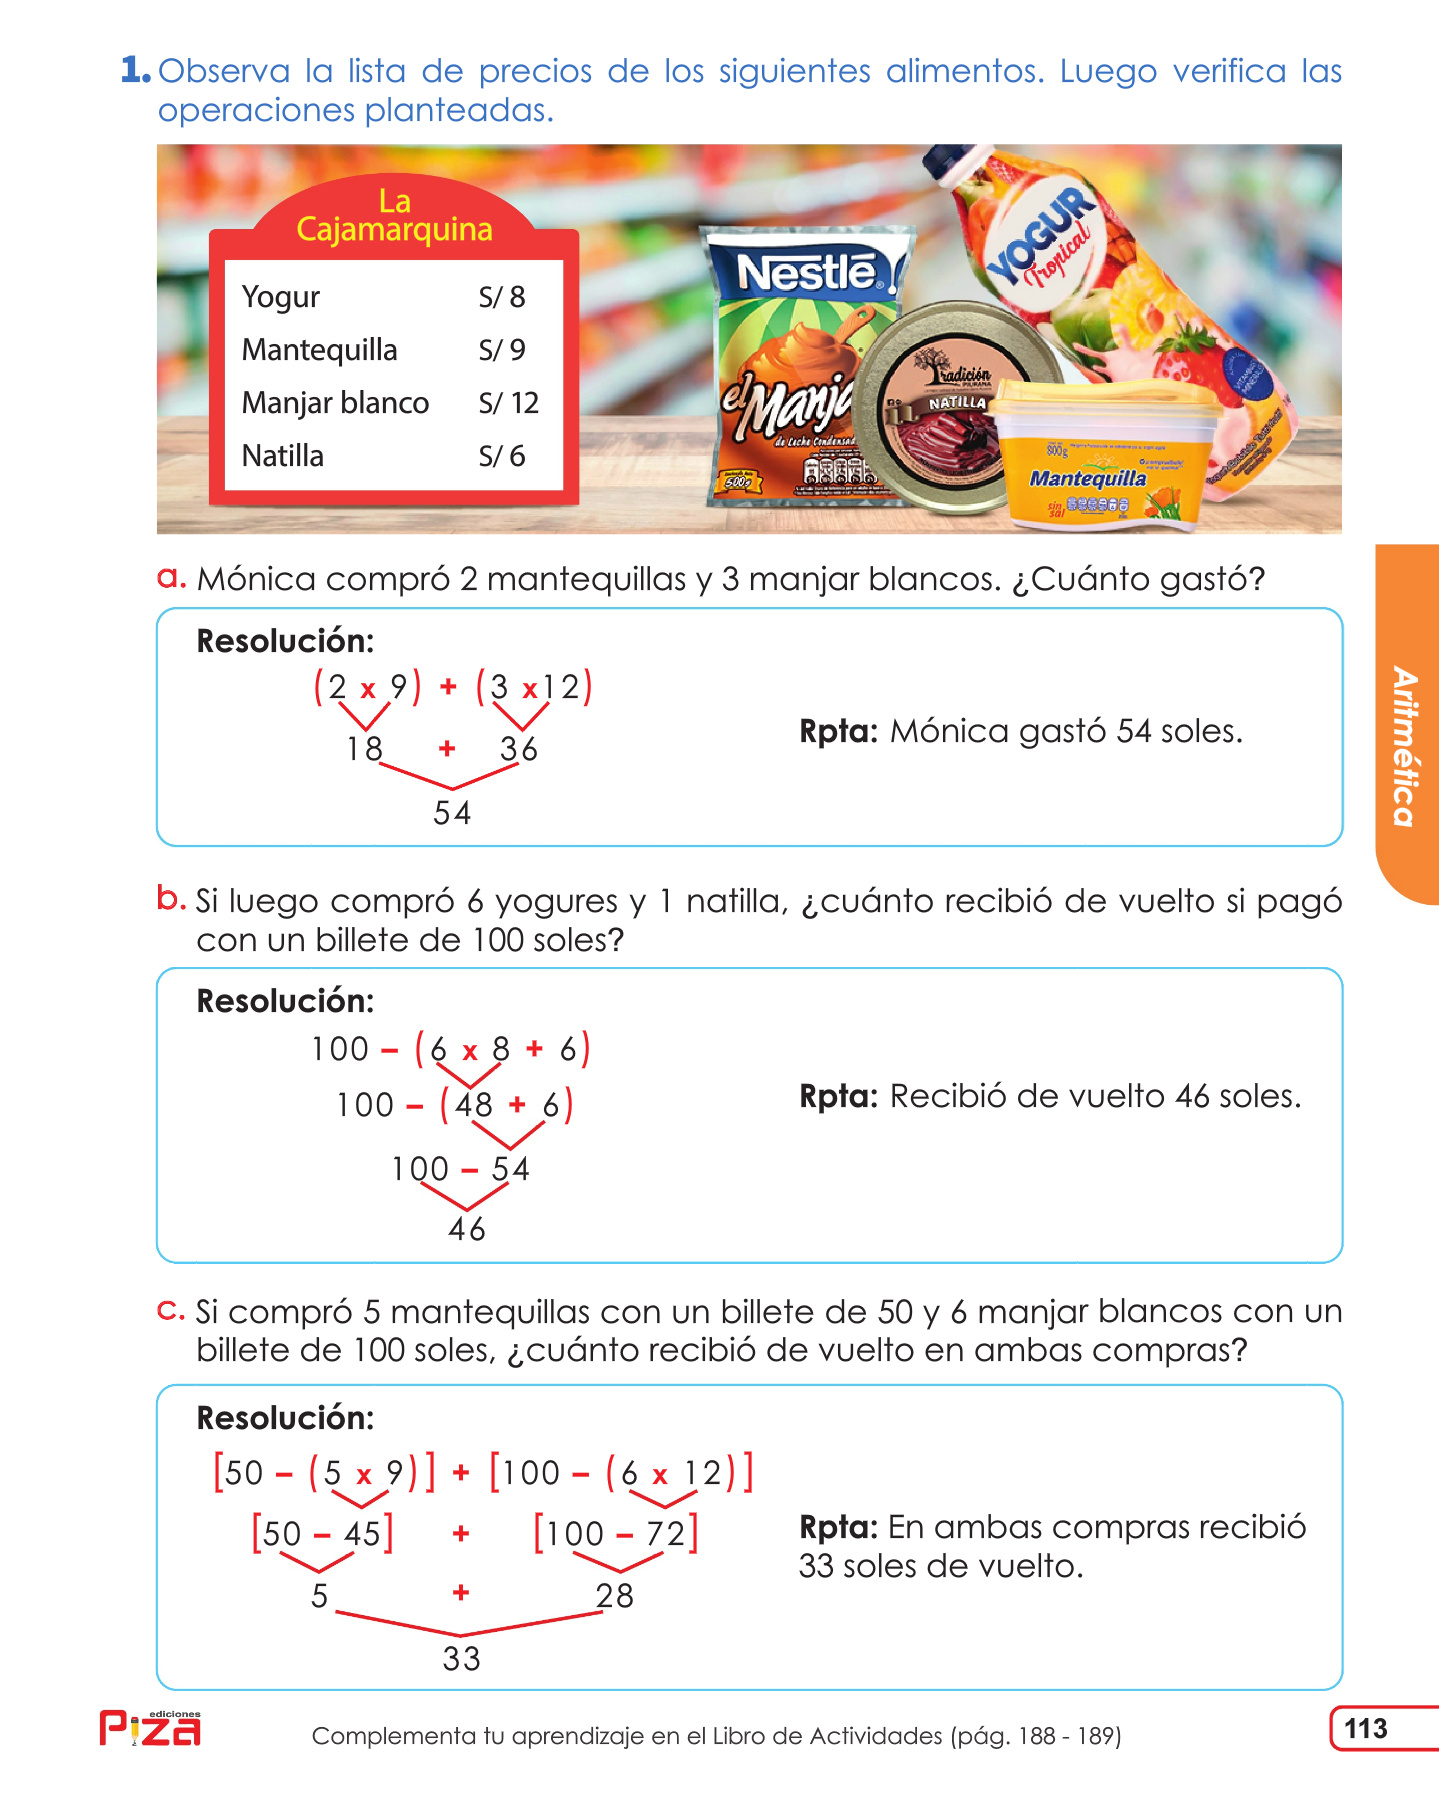 1. Observa la lista de precios de los siguientes alimentos. Luego verifica las
operaciones planteadas.
La
Cajamarquina
Yogur S/ 8
Mantequilla S/ 9
Manjar blanco S/ 12
Natilla S/ 6
Nestlé
el Manja
de Leche Condensad
500g
Tradición
PIURANA
NATILLA
YOGUR
Tropical
800g
Mantequilla
sin
sal
a. Mónica compró 2 mantequillas y 3 manjar blancos. ¿Cuánto gastó?
Resolución:
(2 x 9) + (3 x12)
18 + 36
54
Rpta: Mónica gastó 54 soles.
b. Si luego compró 6 yogures y 1 natilla, ¿cuánto recibió de vuelto si pagó
con un billete de 100 soles?
Resolución:
100 – (6 x 8 + 6)
100 – (48 + 6)
100 – 54
46
Rpta: Recibió de vuelto 46 soles.
c. Si compró 5 mantequillas con un billete de 50 y 6 manjar blancos con un
billete de 100 soles, ¿cuánto recibió de vuelto en ambas compras?
Resolución:
[50 – (5 x 9)] + [100 – (6 x 12)]
[50 – 45] + [100 – 72]
5 + 28
33
Rpta: En ambas compras recibió
33 soles de vuelto.
Aritmética
ediciones
Piza
Complementa tu aprendizaje en el Libro de Actividades (pág. 188 - 189)
113